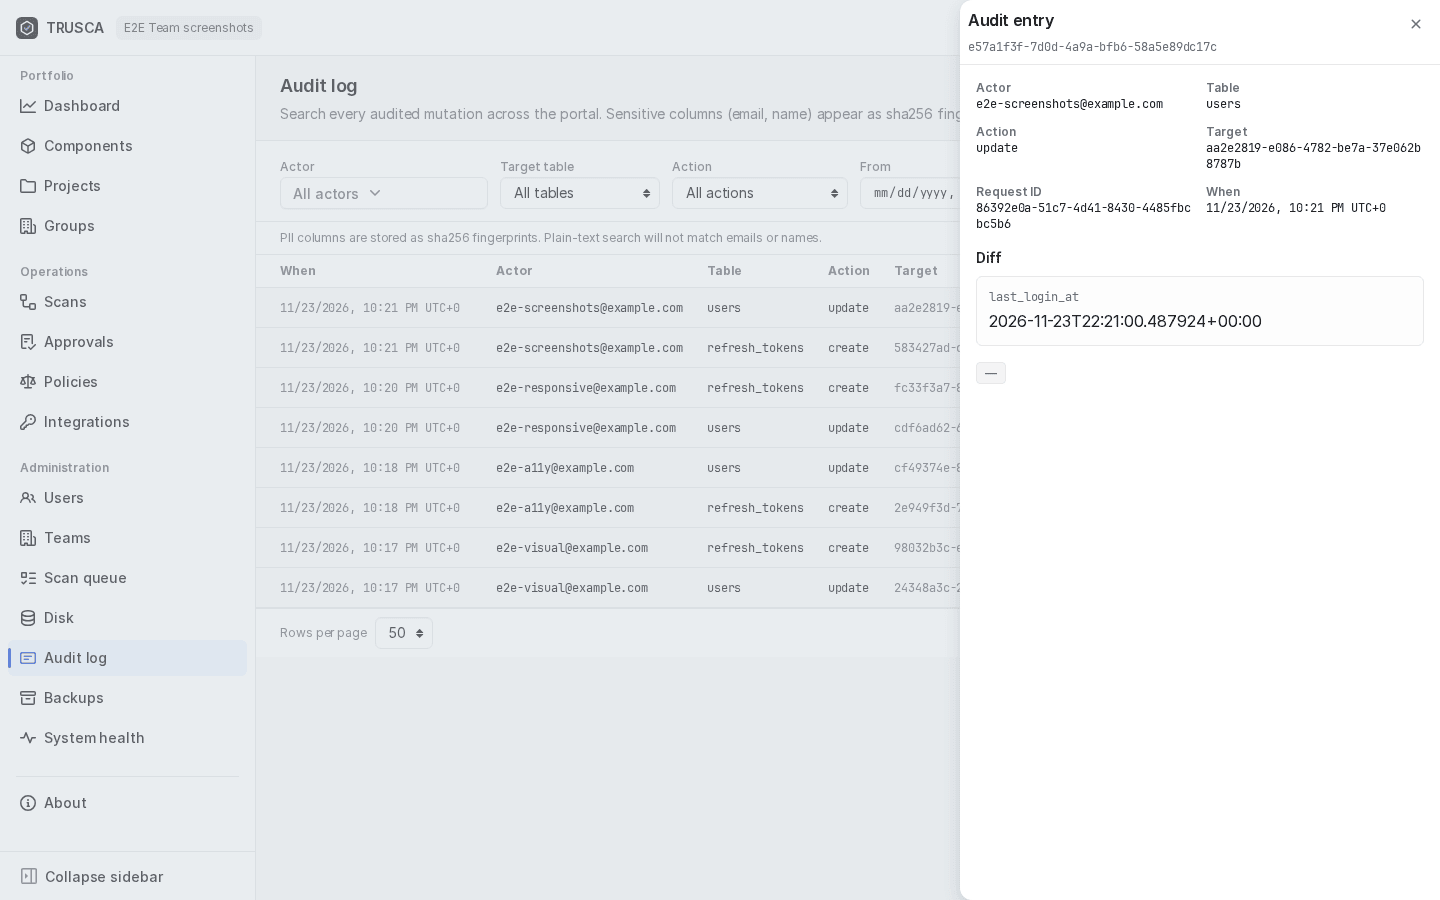 TRUSCA
E2E Team screenshots
Portfolio
Dashboard
Components
Projects
Groups
Operations
Scans
Approvals
Policies
Integrations
Administration
Users
Teams
Scan queue
Disk
Audit log
Backups
System health
About
Collapse sidebar
Audit log
Search every audited mutation across the portal. Sensitive columns (email, name) appear as sha256
Actor Target table Action From
All actors All tables All actions mm/dd/yyyy,
PII columns are stored as sha256 fingerprints. Plain-text search will not match emails or names.
When Actor Table Action Target
11/23/2026, 10:21 PM UTC+0 e2e-screenshots@example.com users update aa2e2819-
11/23/2026, 10:21 PM UTC+0 e2e-screenshots@example.com refresh_tokens create 583427ad-
11/23/2026, 10:20 PM UTC+0 e2e-responsive@example.com refresh_tokens create fc33f3a7-
11/23/2026, 10:20 PM UTC+0 e2e-responsive@example.com users update cdf6ad62-
11/23/2026, 10:18 PM UTC+0 e2e-a11y@example.com users update cf49374e-
11/23/2026, 10:18 PM UTC+0 e2e-a11y@example.com refresh_tokens create 2e949f3d-
11/23/2026, 10:17 PM UTC+0 e2e-visual@example.com refresh_tokens create 98032b3c-
11/23/2026, 10:17 PM UTC+0 e2e-visual@example.com users update 24348a3c-
Rows per page 50
Audit entry
e57a1f3f-7d0d-4a9a-bfb6-58a5e89dc17c
Actor Table
e2e-screenshots@example.com users
Action Target
update aa2e2819-e086-4782-be7a-37e062b
8787b
Request ID When
86392e0a-51c7-4d41-8430-4485fbc 11/23/2026, 10:21 PM UTC+0
bc5b6
Diff
last_login_at
2026-11-23T22:21:00.487924+00:00
—